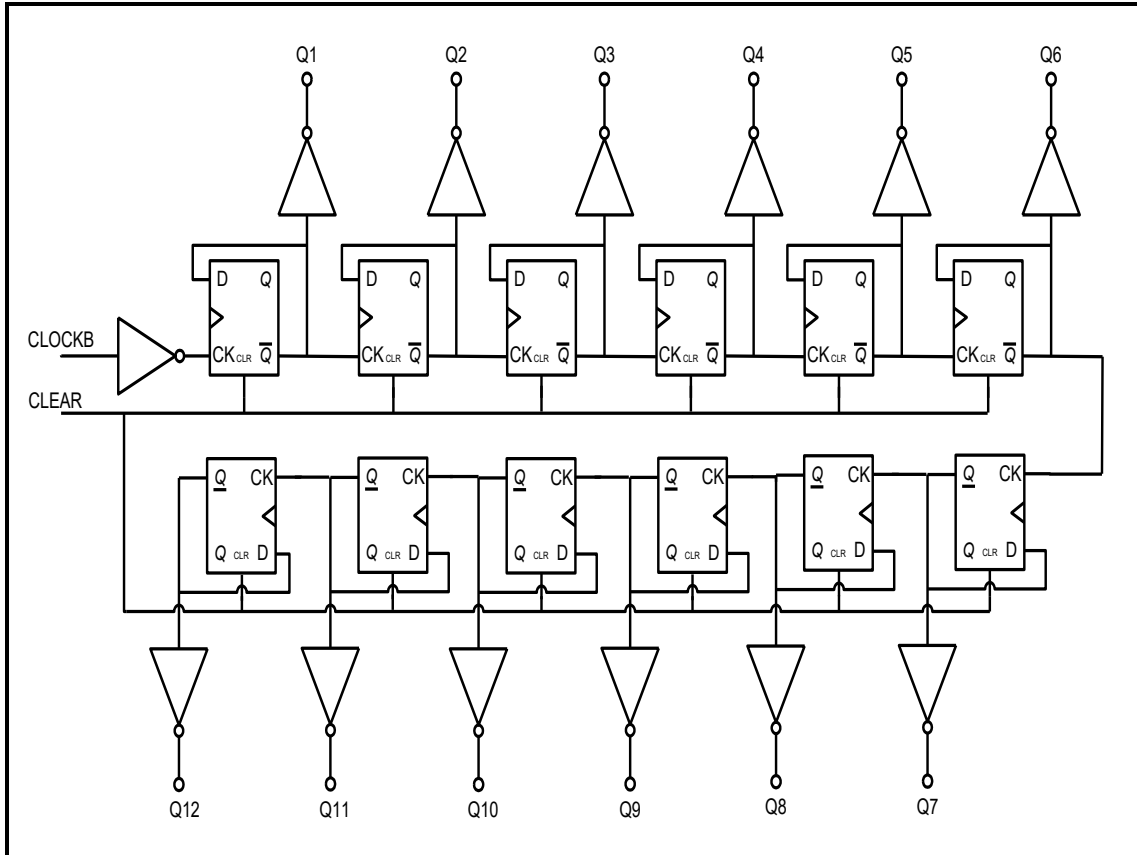 Q1 Q2 Q3 Q4 Q5 Q6
D Q D Q D Q D Q D Q D Q
CLOCKB
CK CLR Q̅ CK CLR Q̅ CK CLR Q̅ CK CLR Q̅ CK CLR Q̅ CK CLR Q̅
CLEAR
Q̲ CK Q̲ CK Q̲ CK Q̲ CK Q̲ CK Q̲ CK
Q CLR D Q CLR D Q CLR D Q CLR D Q CLR D Q CLR D
Q12 Q11 Q10 Q9 Q8 Q7